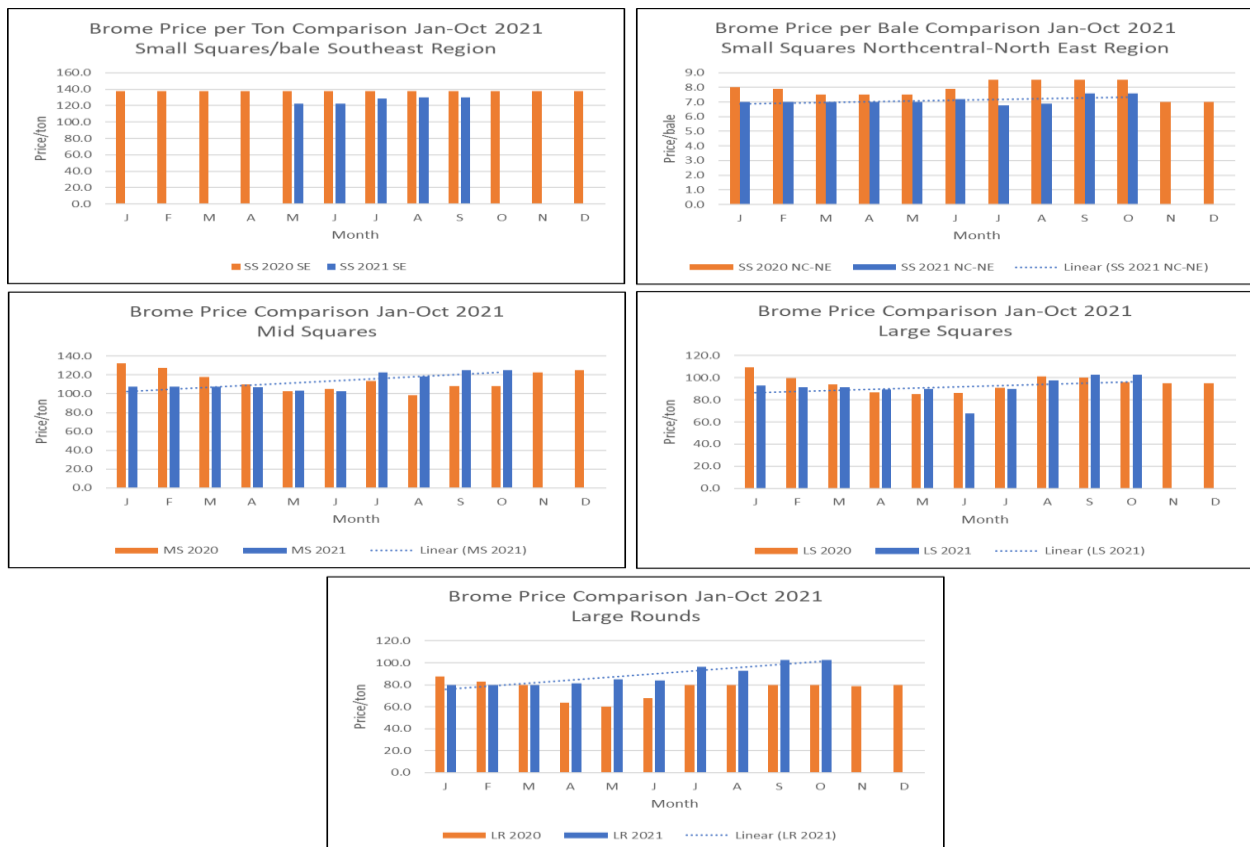 Brome Price per Ton Comparison Jan-Oct 2021
Small Squares/bale Southeast Region
160.0
140.0
120.0
100.0
80.0
60.0
40.0
20.0
0.0
Price/ton
J F M A M J J A S O N D
Month
SS 2020 SE SS 2021 SE
Brome Price per Bale Comparison Jan-Oct 2021
Small Squares Northcentral-North East Region
9.0
8.0
7.0
6.0
5.0
4.0
3.0
2.0
1.0
0.0
Price/bale
J F M A M J J A S O N D
Month
SS 2020 NC-NE SS 2021 NC-NE Linear (SS 2021 NC-NE)
Brome Price Comparison Jan-Oct 2021
Mid Squares
140.0
120.0
100.0
80.0
60.0
40.0
20.0
0.0
Price/ton
J F M A M J J A S O N D
Month
MS 2020 MS 2021 Linear (MS 2021)
Brome Price Comparison Jan-Oct 2021
Large Squares
120.0
100.0
80.0
60.0
40.0
20.0
0.0
Price/ton
J F M A M J J A S O N D
Month
LS 2020 LS 2021 Linear (LS 2021)
Brome Price Comparison Jan-Oct 2021
Large Rounds
120.0
100.0
80.0
60.0
40.0
20.0
0.0
Price/ton
J F M A M J J A S O N D
Month
LR 2020 LR 2021 Linear (LR 2021)